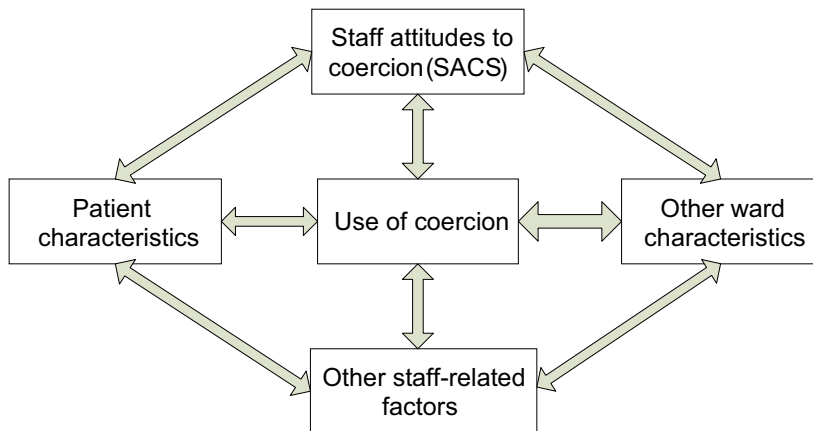 Staff attitudes to
coercion (SACS)
Patient
characteristics
Use of coercion
Other ward
characteristics
Other staff-related
factors